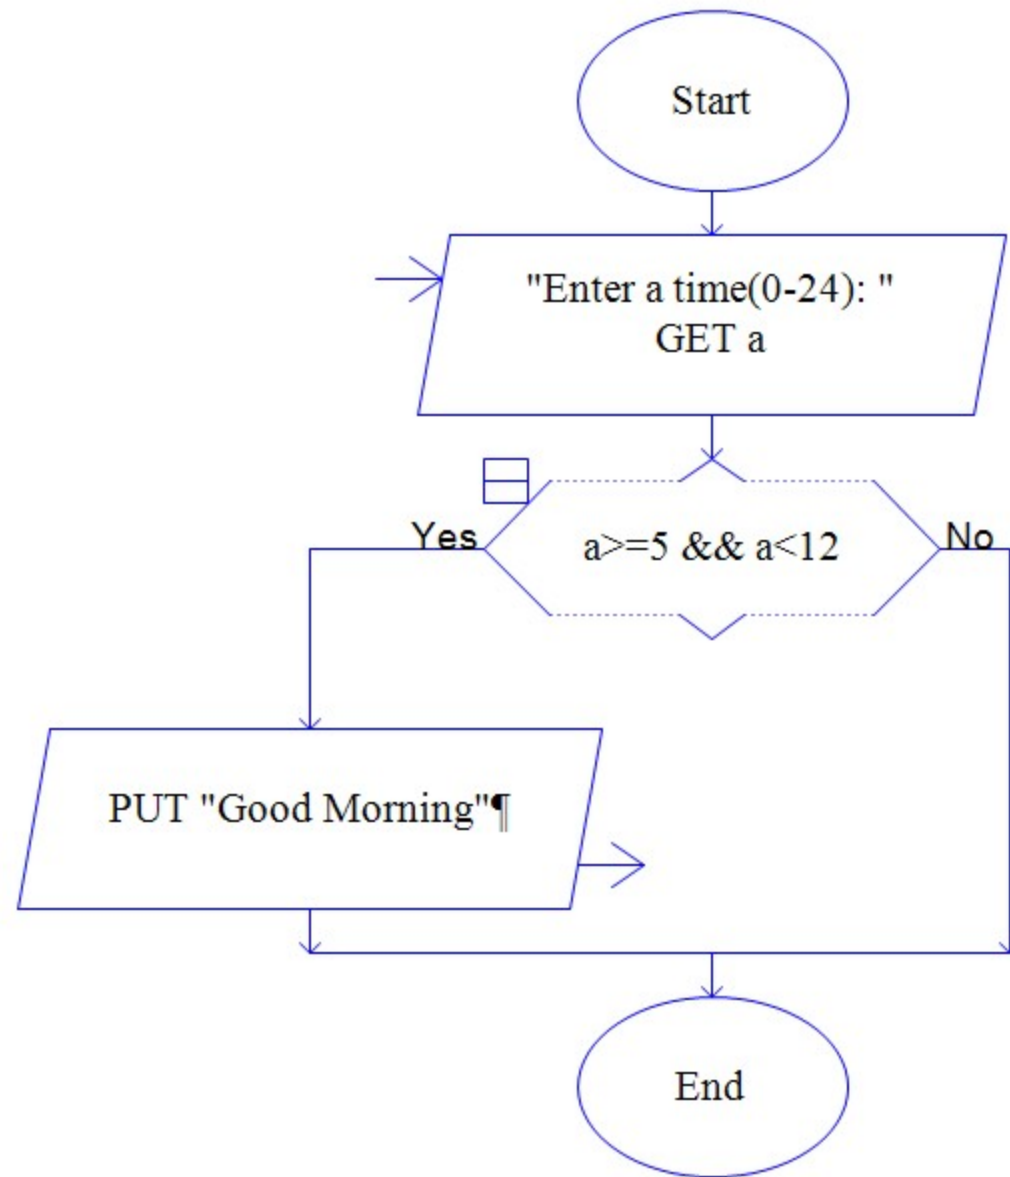 Start
"Enter a time(0-24): "
GET a
Yes
a>=5 && a<12
No
PUT "Good Morning"¶
End